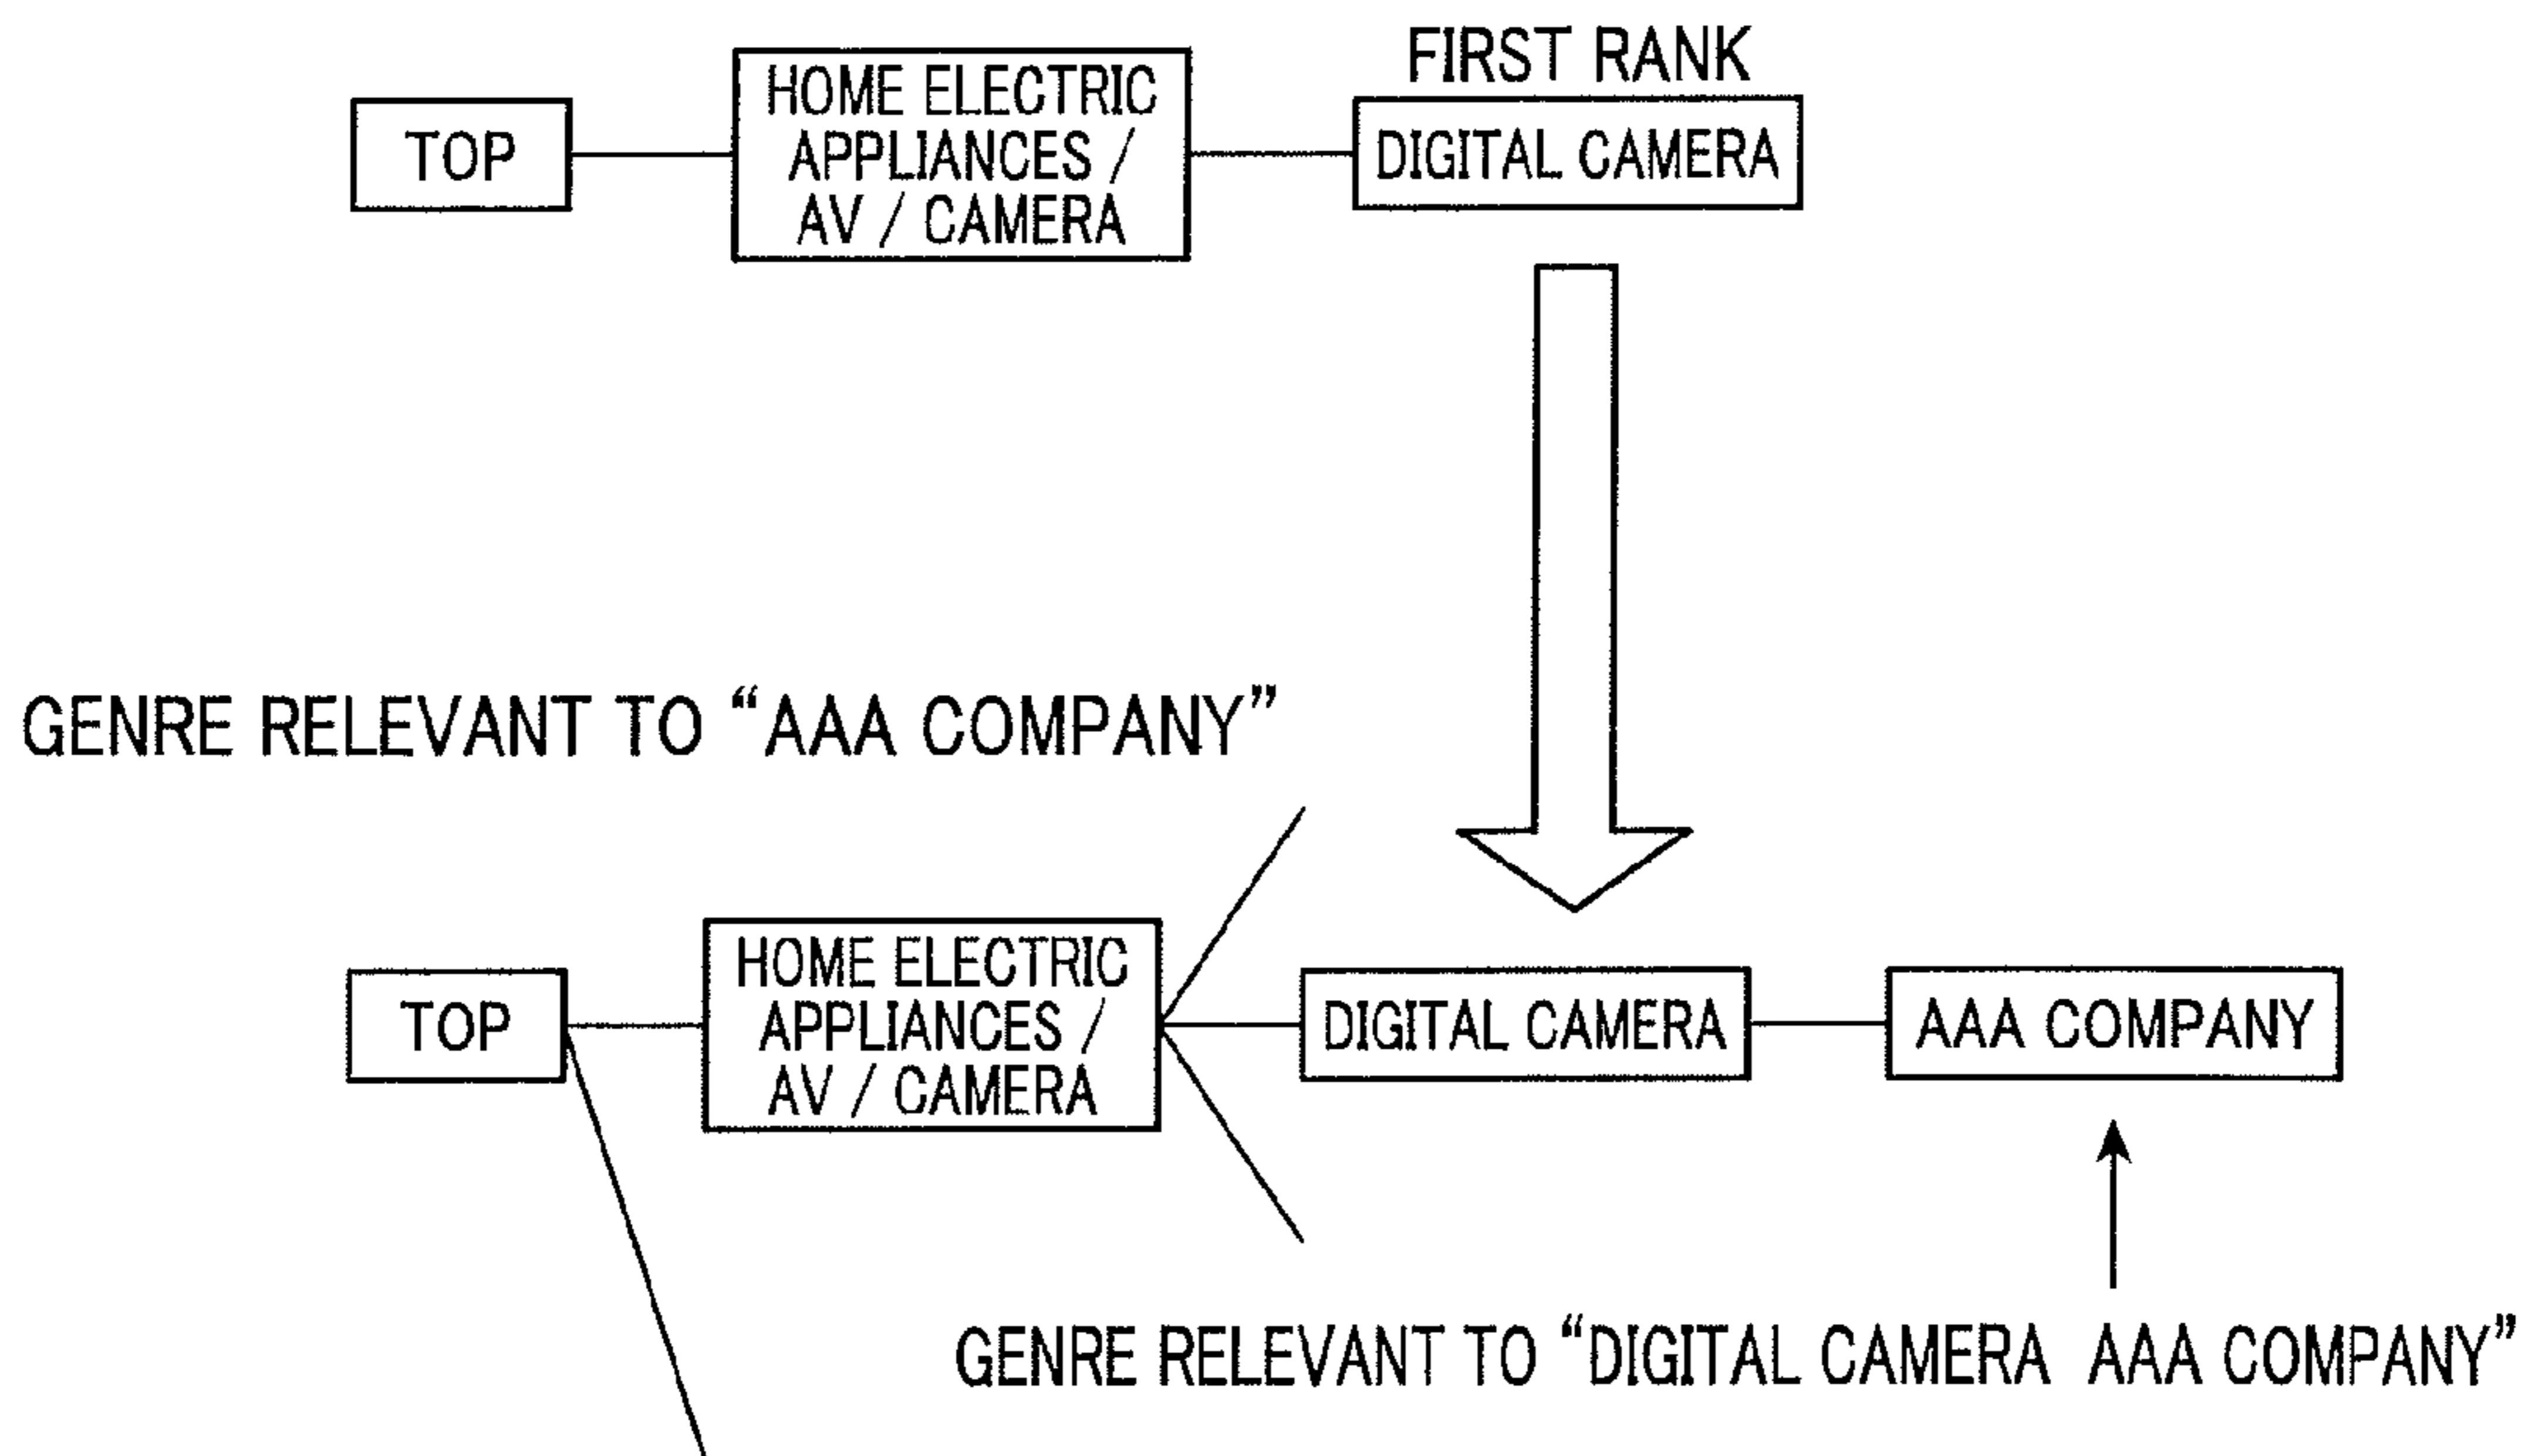 FIRST RANK
TOP
HOME ELECTRIC
APPLIANCES /
AV / CAMERA
DIGITAL CAMERA
GENRE RELEVANT TO “AAA COMPANY”
TOP
HOME ELECTRIC
APPLIANCES /
AV / CAMERA
DIGITAL CAMERA
AAA COMPANY
GENRE RELEVANT TO “DIGITAL CAMERA AAA COMPANY”